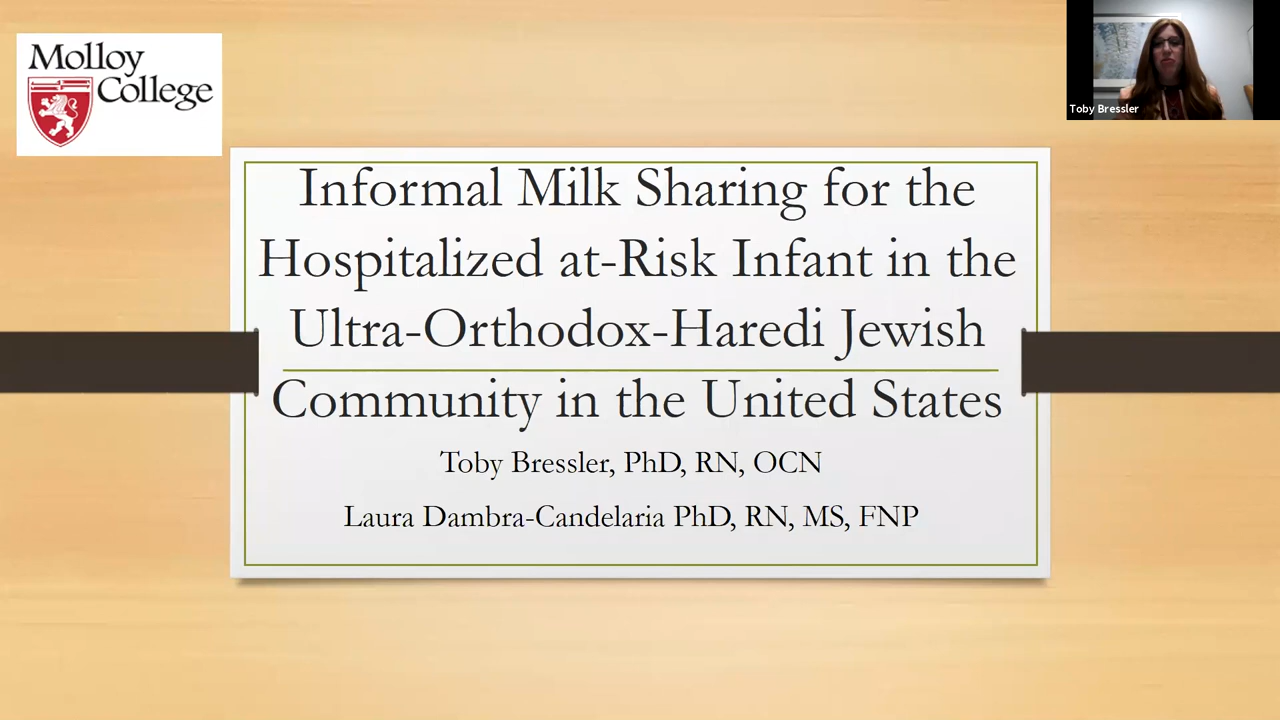 Molloy
College
Toby Bressler
Informal Milk Sharing for the
Hospitalized at-Risk Infant in the
Ultra-Orthodox-Haredi Jewish
Community in the United States
Toby Bressler, PhD, RN, OCN
Laura Dambra-Candelaria PhD, RN, MS, FNP